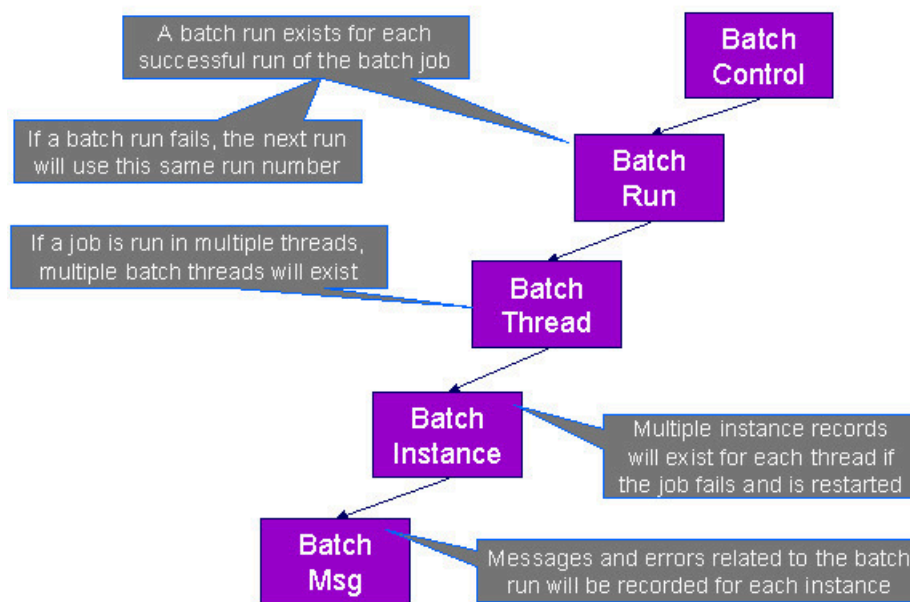 A batch run exists for each
successful run of the batch job
Batch
Control
If a batch run fails, the next run
will use this same run number
Batch
Run
If a job is run in multiple threads,
multiple batch threads will exist
Batch
Thread
Batch
Instance
Multiple instance records
will exist for each thread if
the job fails and is restarted
Batch
Msg
Messages and errors related to the batch
run will be recorded for each instance